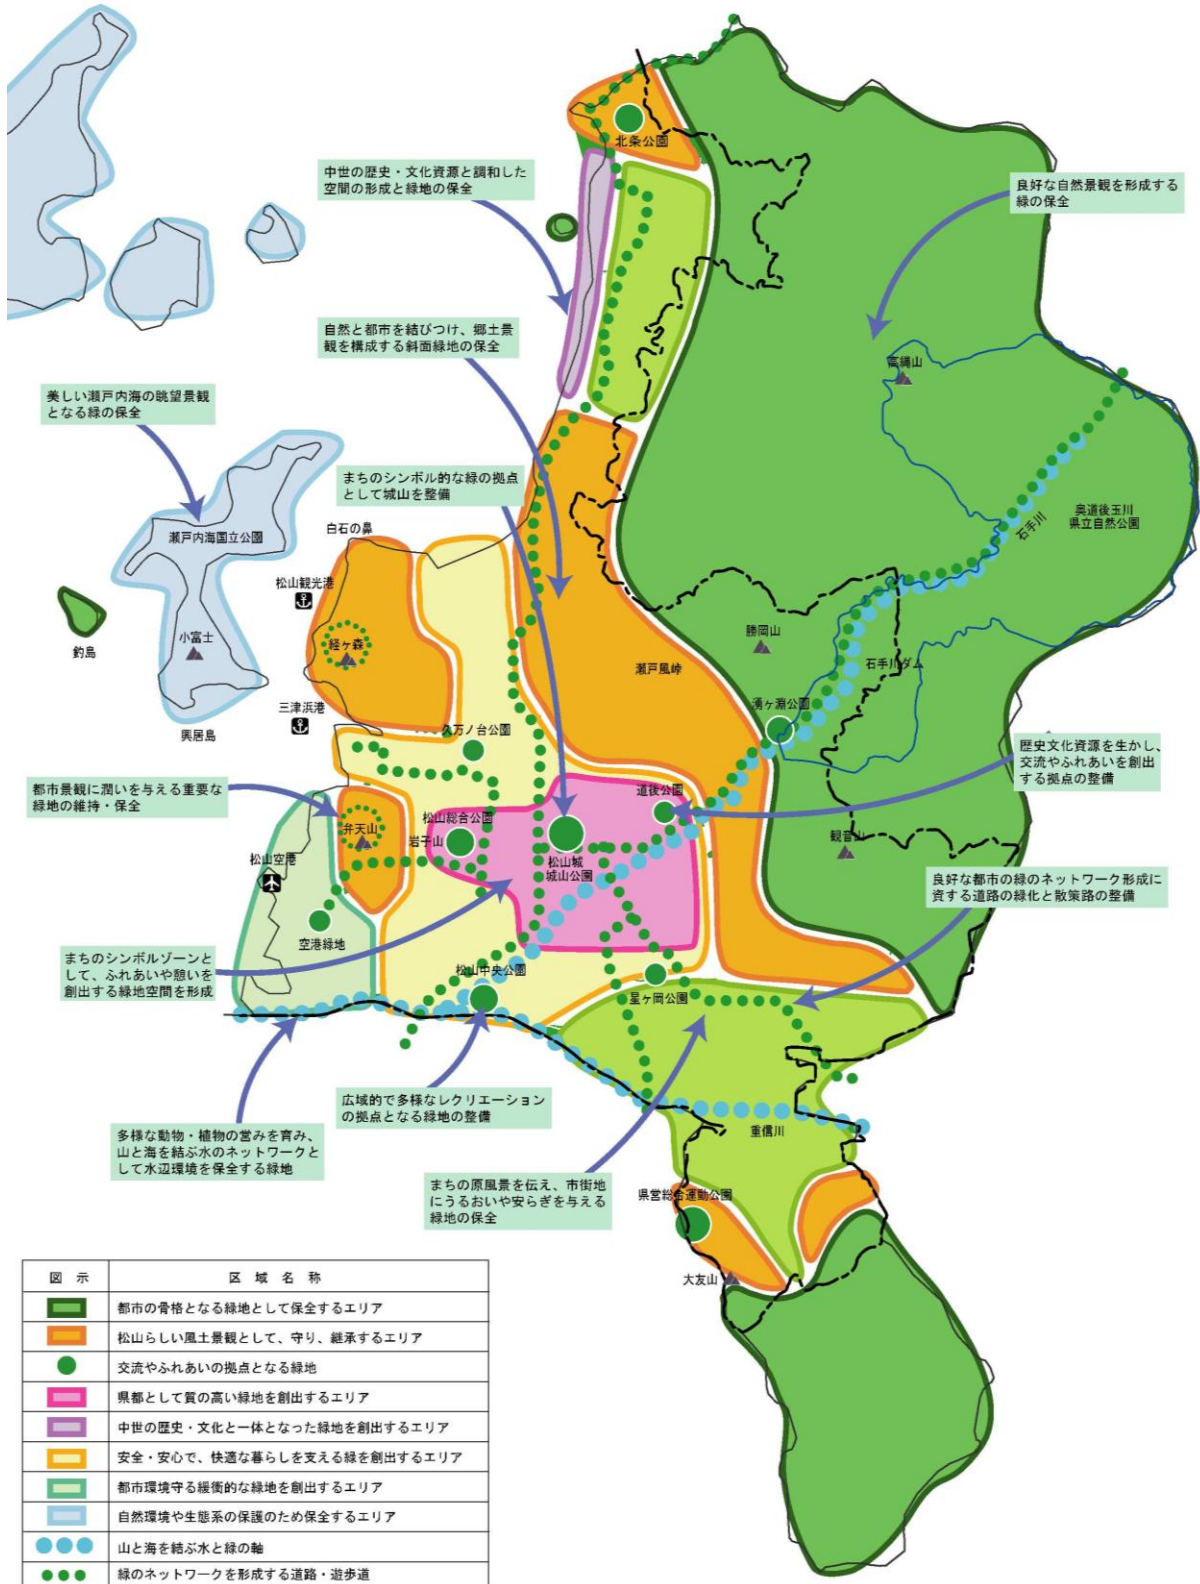 北条公園
中世の歴史・文化資源と調和した
空間の形成と緑地の保全
良好な自然景観を形成する
緑の保全
自然と都市を結びつけ、郷土景
観を構成する斜面緑地の保全
高縄山
美しい瀬戸内海の眺望景観
となる緑の保全
まちのシンボル的な緑の拠点
として城山を整備
奥道後玉川
県立自然公園
石手川
白石の鼻
瀬戸内海国立公園
松山観光港
釣島
小富士
経ヶ森
勝岡山
石手川ダム
瀬戸風峠
湧ヶ淵公園
三津浜港
興居島
久万ノ台公園
歴史文化資源を生かし、
交流やふれあいを創出
する拠点の整備
都市景観に潤いを与える重要な
緑地の維持・保全
道後公園
弁天山
松山総合公園
岩子山
松山城
城山公園
観音山
松山空港
良好な都市の緑のネットワーク形成に
資する道路の緑化と散策路の整備
空港緑地
まちのシンボルゾーンと
して、ふれあいや憩いを
創出する緑地空間を形成
松山中央公園
星ヶ岡公園
広域的で多様なレクリエーション
の拠点となる緑地の整備
多様な動物・植物の営みを育み、
山と海を結ぶ水のネットワークと
して水辺環境を保全する緑地
重信川
まちの原風景を伝え、市街地
にうるおいや安らぎを与える
緑地の保全
県営総合運動公園
大友山
図 示 区 域 名 称
都市の骨格となる緑地として保全するエリア
松山らしい風土景観として、守り、継承するエリア
交流やふれあいの拠点となる緑地
県都として質の高い緑地を創出するエリア
中世の歴史・文化と一体となった緑地を創出するエリア
安全・安心で、快適な暮らしを支える緑を創出するエリア
都市環境守る緩衝的な緑地を創出するエリア
自然環境や生態系の保護のため保全するエリア
山と海を結ぶ水と緑の軸
緑のネットワークを形成する道路・遊歩道